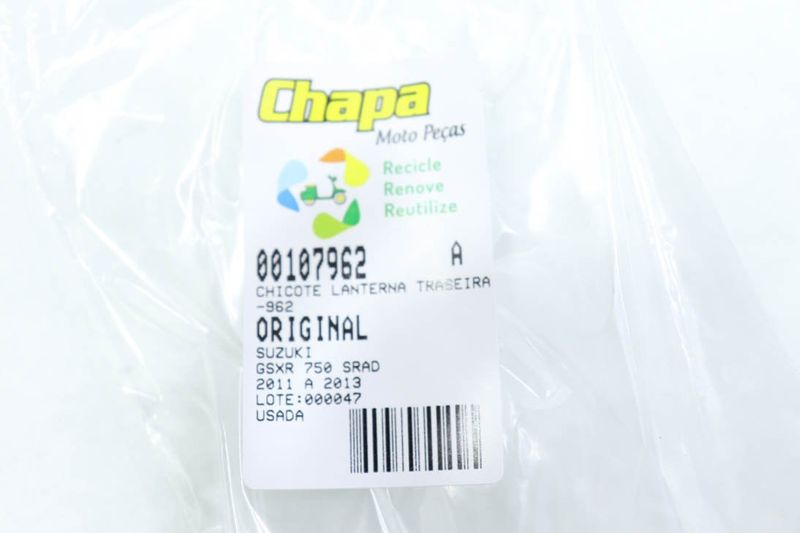 Chapa
Moto Peças
Recicle
Renove
Reutilize
00107962 A
CHICOTE LANTERNA TRASEIRA
-962
ORIGINAL
SUZUKI
GSXR 750 SRAD
2011 A 2013
LOTE:000047
USADA